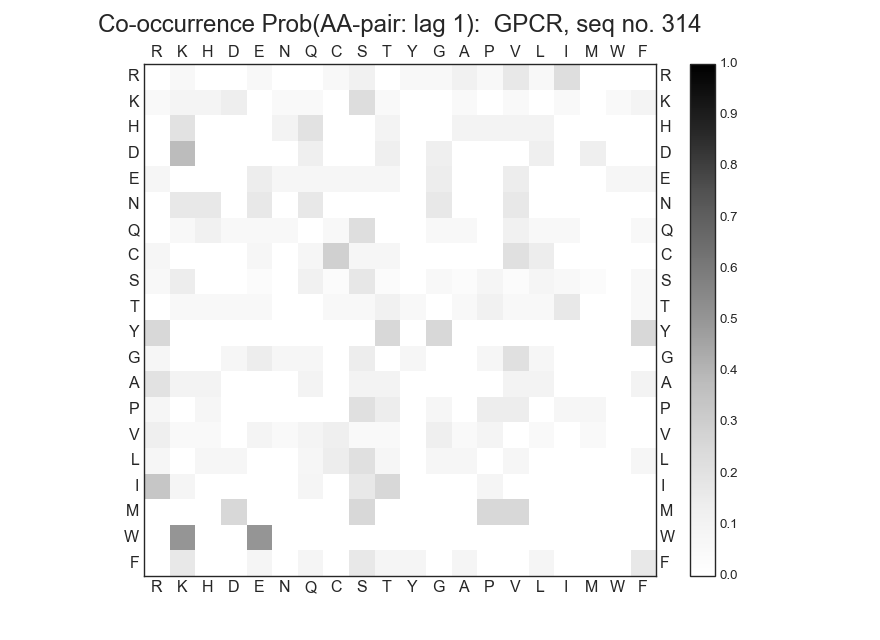 Co-occurrence Prob(AA-pair: lag 1):  GPCR, seq no. 314
R K H D E N Q C S T Y G A P V L I M W F
R R 1.0
K K 0.9
H H
D D 0.8
E E
N N 0.7
Q Q 0.6
C C
S S 0.5
T T
Y Y
G G 0.4
A A
P P 0.3
V V
L L 0.2
I I
M M 0.1
W W
F F 0.0
R K H D E N Q C S T Y G A P V L I M W F